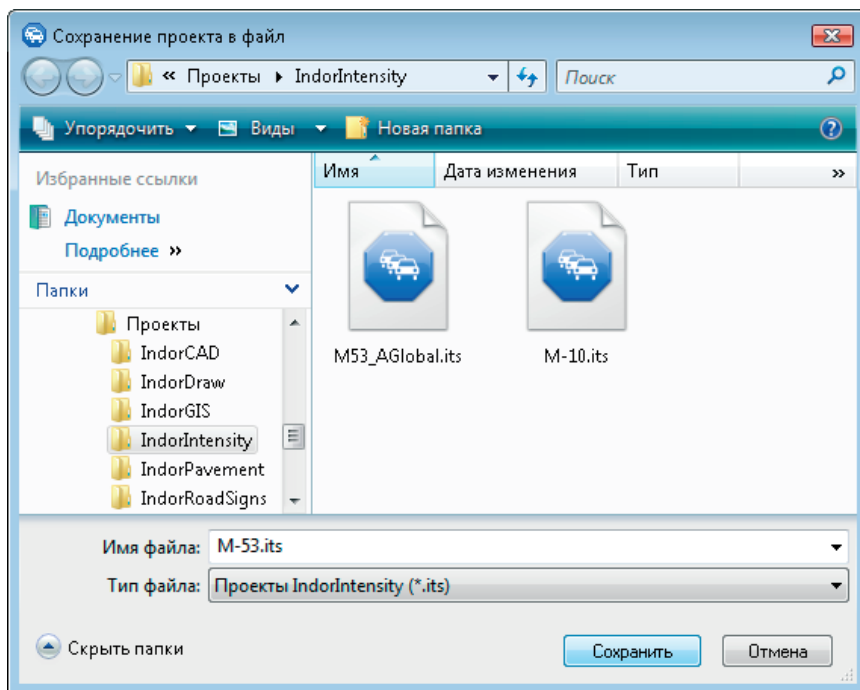 Сохранение проекта в файл
« Проекты IndorIntensity Поиск
Упорядочить Виды Новая папка
Избранные ссылки
Документы
Подробнее »
Папки
Проекты
IndorCAD
IndorDraw
IndorGIS
IndorIntensity
IndorPavement
IndorRoadSigns
Имя Дата изменения Тип »
M53_AGlobal.its M-10.its
Имя файла: M-53.its
Тип файла: Проекты IndorIntensity (*.its)
Скрыть папки Сохранить Отмена